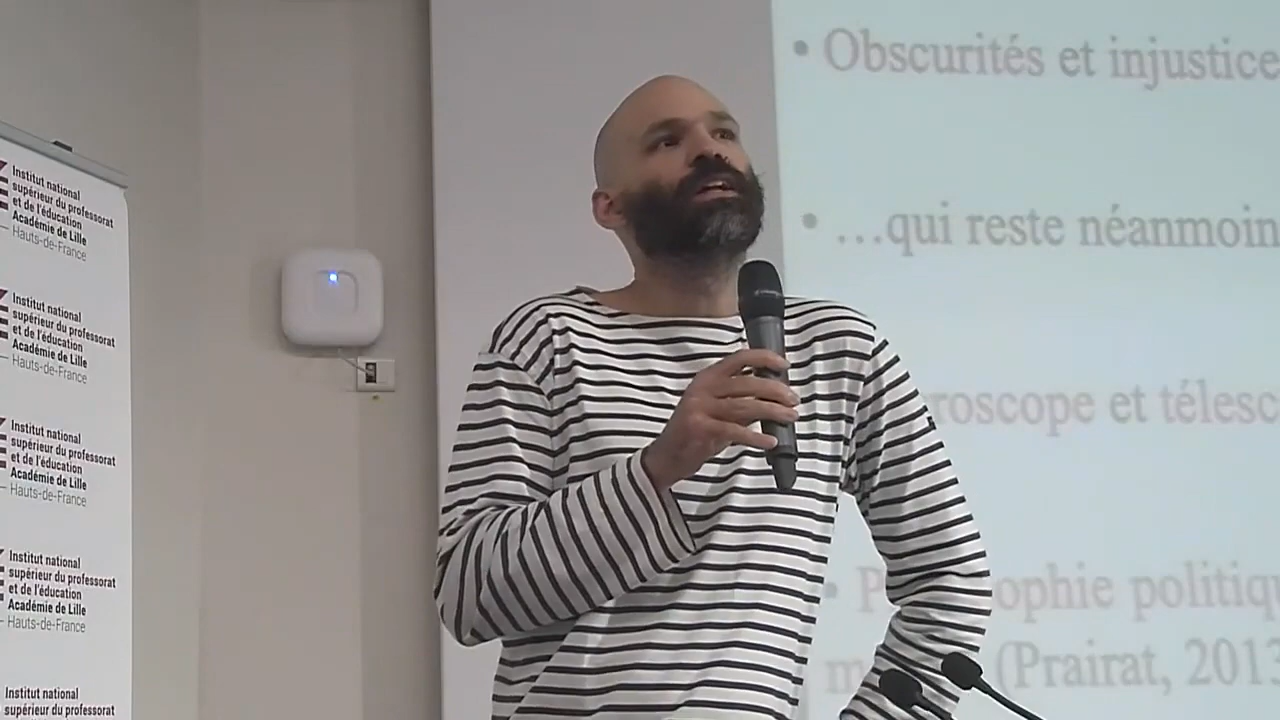 Institut national
supérieur du professorat
et de l'éducation
Académie de Lille
– Hauts-de-France
Institut national
supérieur du professorat
et de l'éducation
Académie de Lille
– Hauts-de-France
Institut national
supérieur du professorat
et de l'éducation
Académie de Lille
– Hauts-de-France
Institut national
supérieur du professorat
et de l'éducation
Académie de Lille
– Hauts-de-France
Institut national
supérieur du professorat
• Obscurités et injustice
• …qui reste néanmoin
roscope et télesc
• P ophie politiq
m (Prairat, 2013